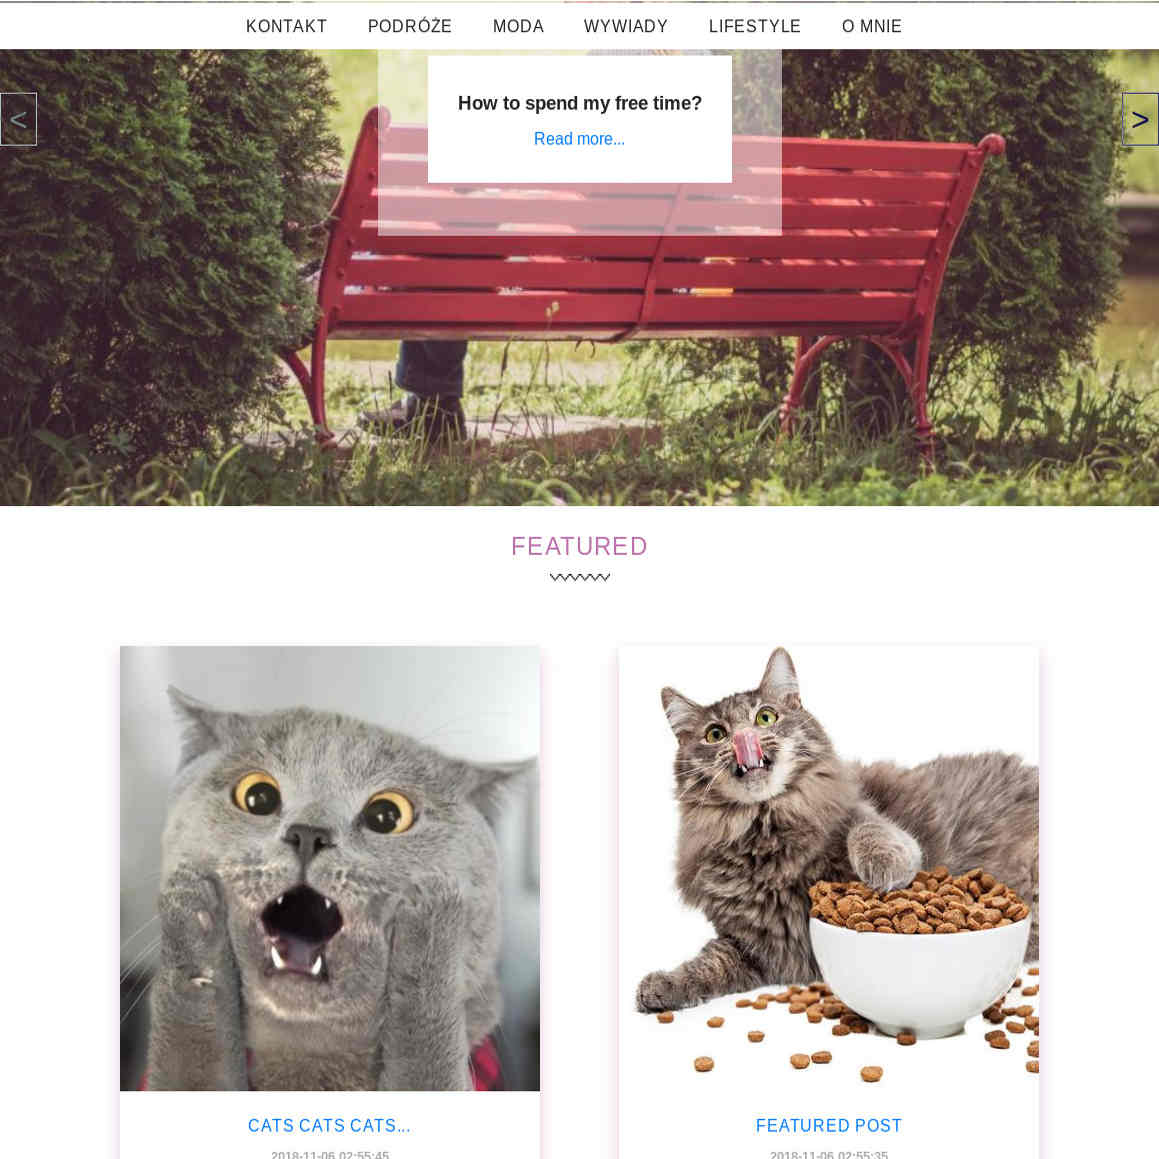 KONTAKT PODRÓŻE MODA WYWIADY LIFESTYLE O MNIE
How to spend my free time?
Read more...
< >
FEATURED
CATS CATS CATS... FEATURED POST
2018-11-06 02:55:45 2018-11-06 02:55:35